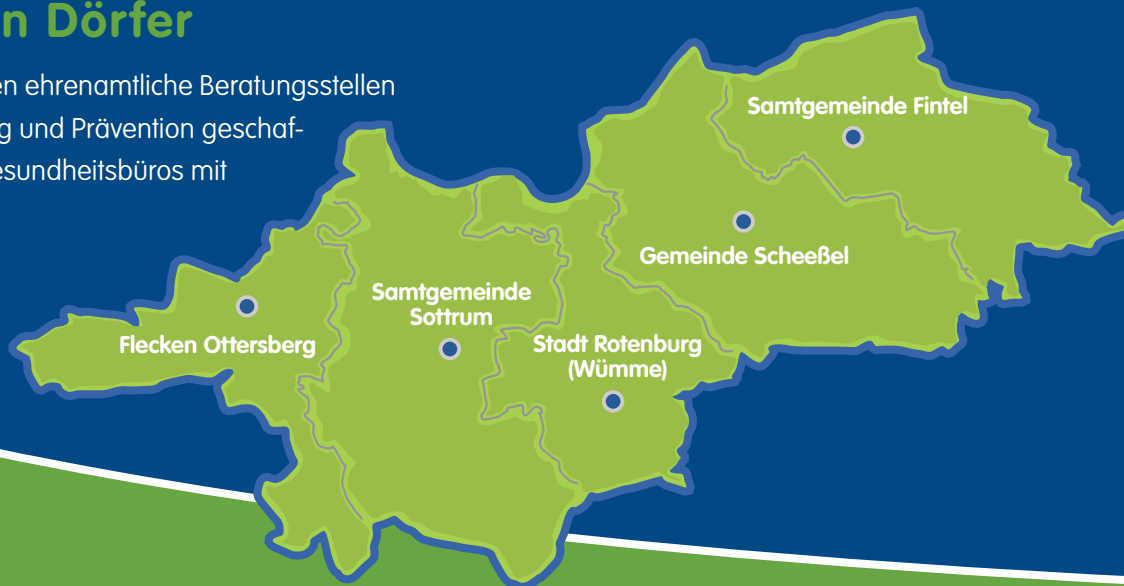 n Dörfer
en ehrenamtliche Beratungsstellen
g und Prävention geschaf-
esundheitsbüros mit
Samtgemeinde Fintel
Gemeinde Scheeßel
Samtgemeinde
Sottrum
Flecken Ottersberg
Stadt Rotenburg
(Wümme)